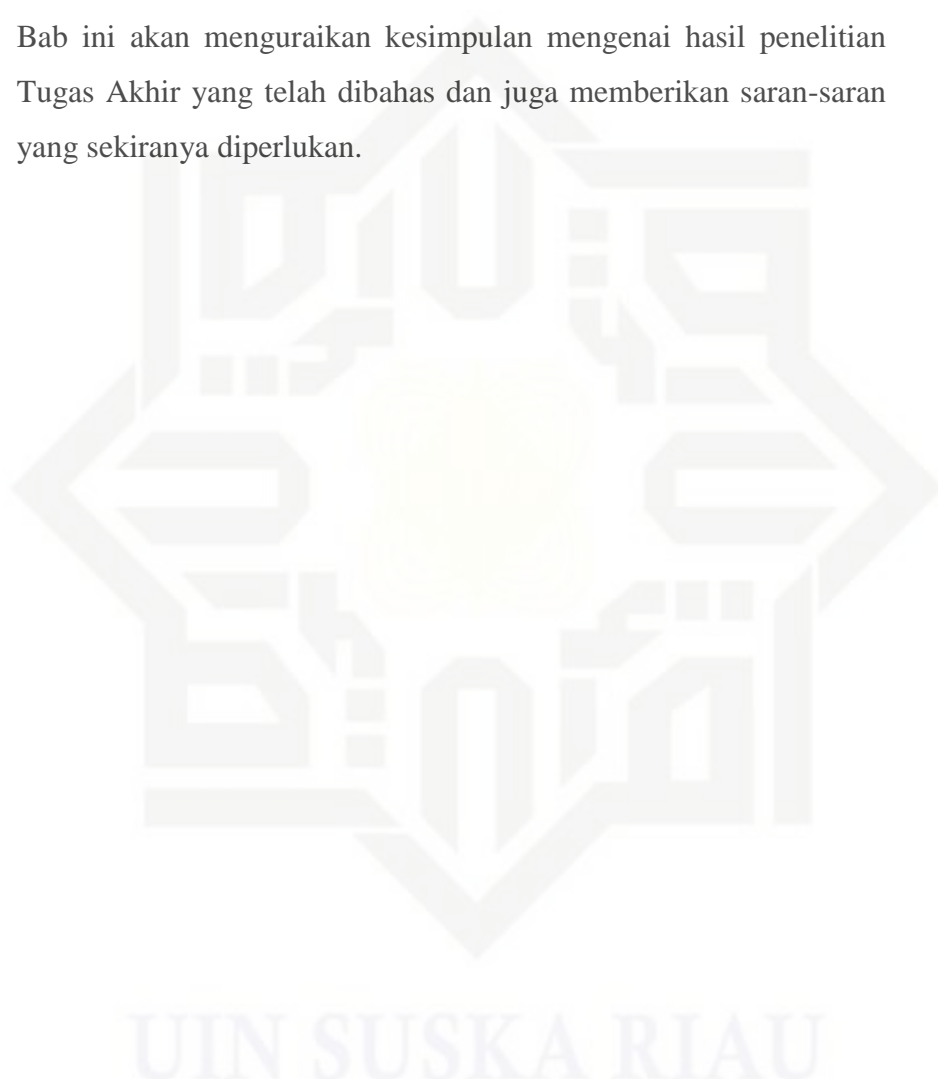 Bab ini akan menguraikan kesimpulan mengenai hasil penelitian
Tugas Akhir yang telah dibahas dan juga memberikan saran-saran
yang sekiranya diperlukan.
UIN SUSKA RIAU